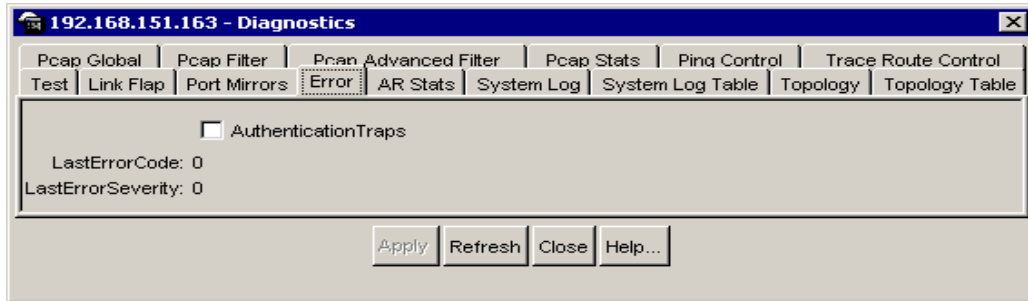 192.168.151.163 - Diagnostics
Pcap Global Pcap Filter Pcap Advanced Filter Pcap Stats Ping Control Trace Route Control
Test Link Flap Port Mirrors Error AR Stats System Log System Log Table Topology Topology Table
AuthenticationTraps
LastErrorCode: 0
LastErrorSeverity: 0
Apply Refresh Close Help...